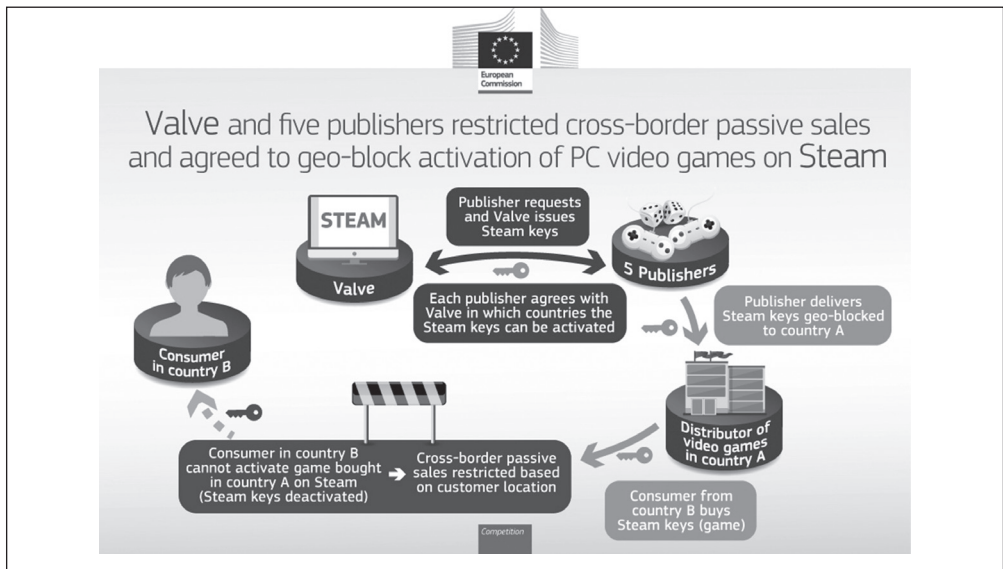 European
Commission
Valve and five publishers restricted cross-border passive sales
and agreed to geo-block activation of PC video games on Steam
STEAM
Valve
Publisher requests
and Valve issues
Steam keys
5 Publishers
Each publisher agrees with
Valve in which countries the
Steam keys can be activated
Publisher delivers
Steam keys geo-blocked
to country A
Consumer
in country B
Distributor of
video games
in country A
Consumer in country B
cannot activate game bought
in country A on Steam
(Steam keys deactivated)
Cross-border passive
sales restricted based
on customer location
Consumer from
country B buys
Steam keys (game)
Competition